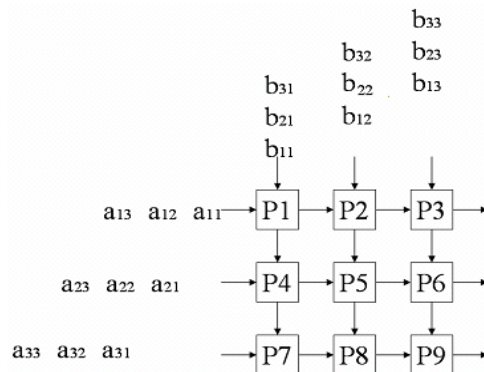 b33
b32 b23
b31 b22 b13
b21 b12
b11
a13 a12 a11 P1 P2 P3
a23 a22 a21 P4 P5 P6
a33 a32 a31 P7 P8 P9